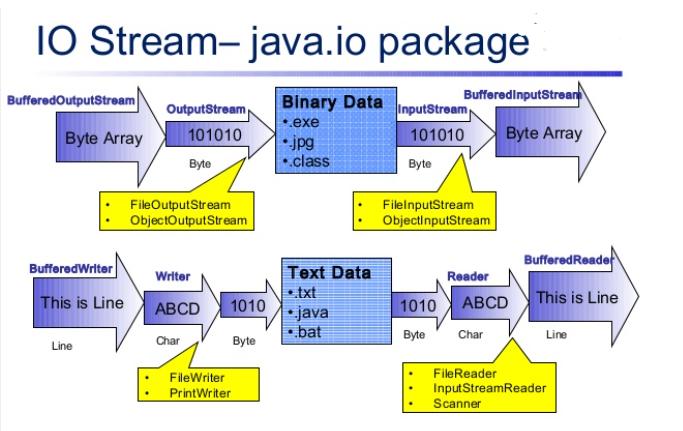 IO Stream– java.io package
BufferedOutputStream
OutputStream
Binary Data
InputStream
BufferedInputStream
Byte Array
101010
•.exe
•.jpg
•.class
101010
Byte Array
Byte
Byte
• FileOutputStream
• ObjectOutputStream
• FileInputStream
• ObjectInputStream
BufferedWriter
Writer
Text Data
Reader
BufferedReader
This is Line
ABCD
1010
•.txt
•.java
•.bat
1010
ABCD
This is Line
Line
Char
Byte
Byte
Char
Line
• FileWriter
• PrintWriter
• FileReader
• InputStreamReader
• Scanner